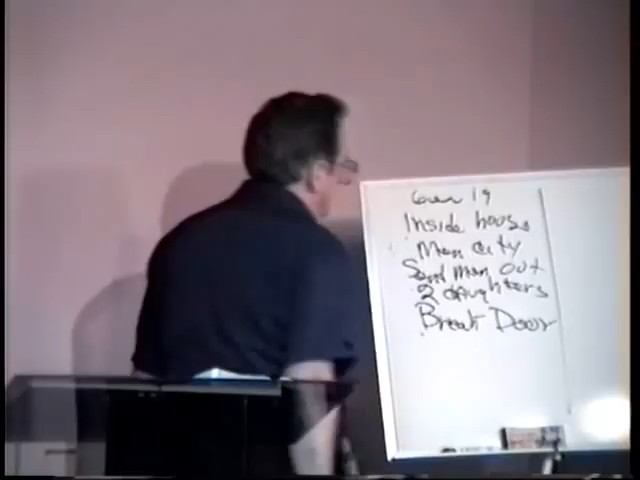 Gen 19
Inside house
Men city
Send men out
2 daughters
Break Door